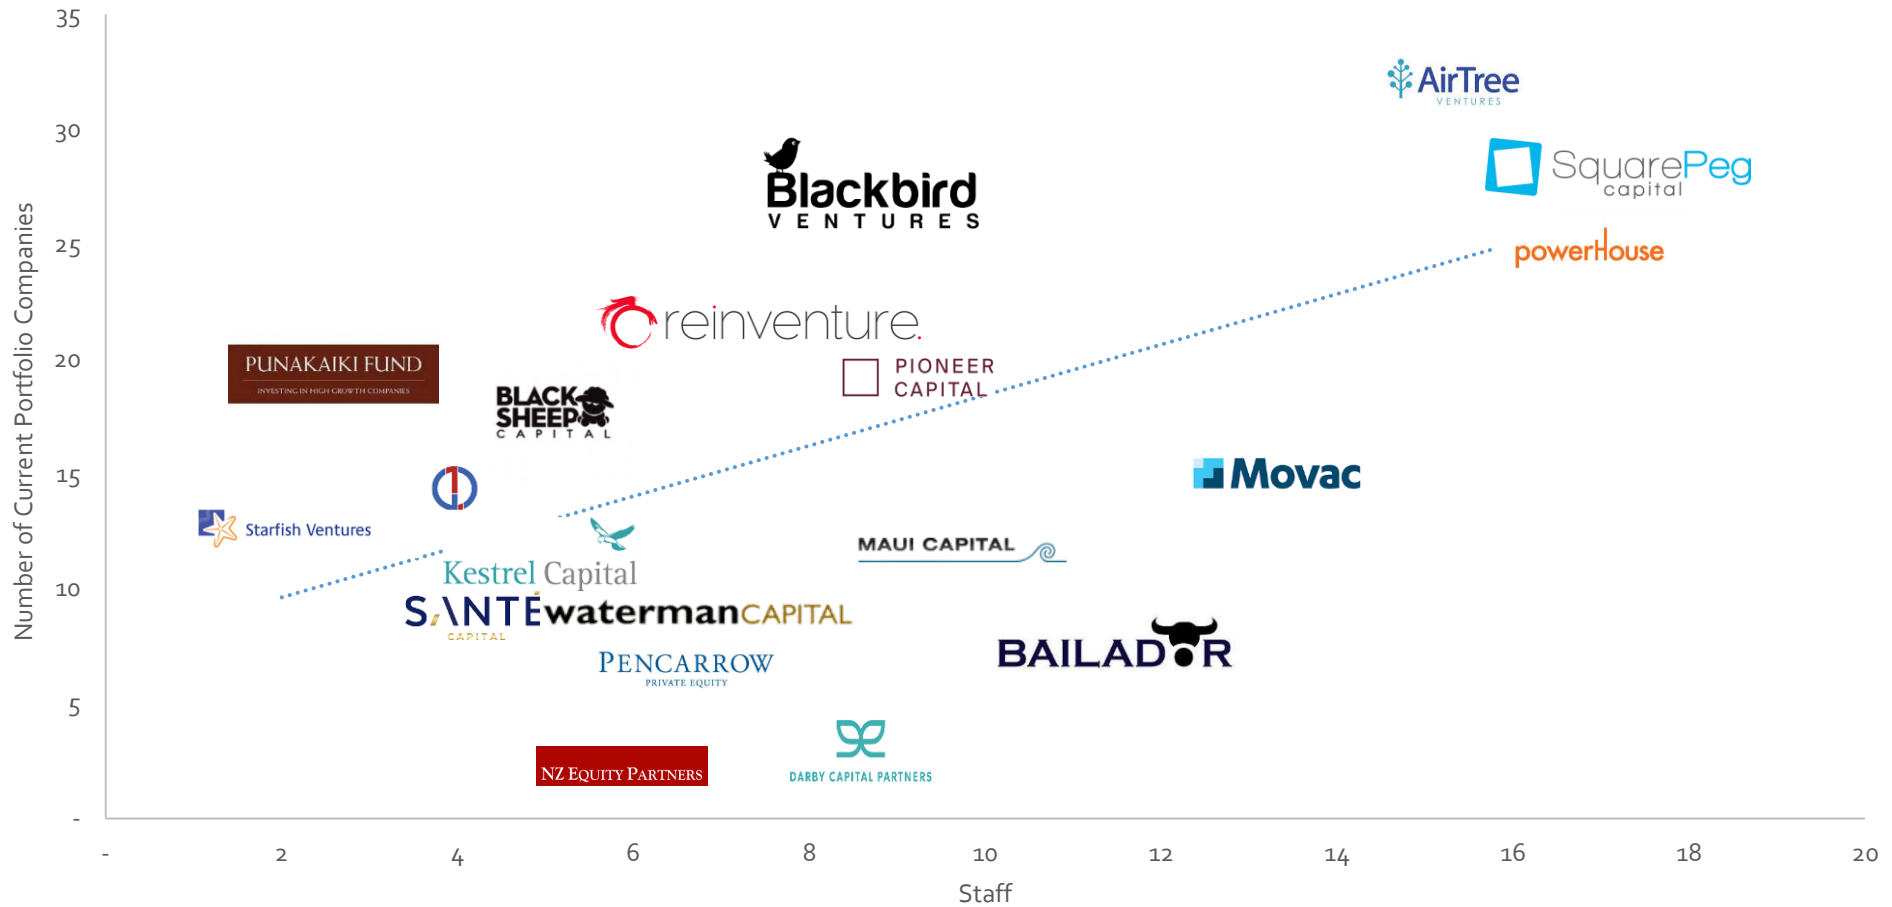 Number of Current Portfolio Companies
35
30
25
20
15
10
5
-
AirTree
VENTURES
SquarePeg
capital
Blackbird
VENTURES
powerHouse
reinventure.
PUNAKAIKI FUND
INVESTING IN HIGH GROWTH COMPANIES
PIONEER
CAPITAL
BLACK
SHEEP
CAPITAL
Movac
Starfish Ventures
MAUI CAPITAL
Kestrel Capital
SANTÉ
CAPITAL
watermanCAPITAL
BAILADOR
PENCARROW
PRIVATE EQUITY
NZ EQUITY PARTNERS
DARBY CAPITAL PARTNERS
- 2 4 6 8 10 12 14 16 18 20
Staff